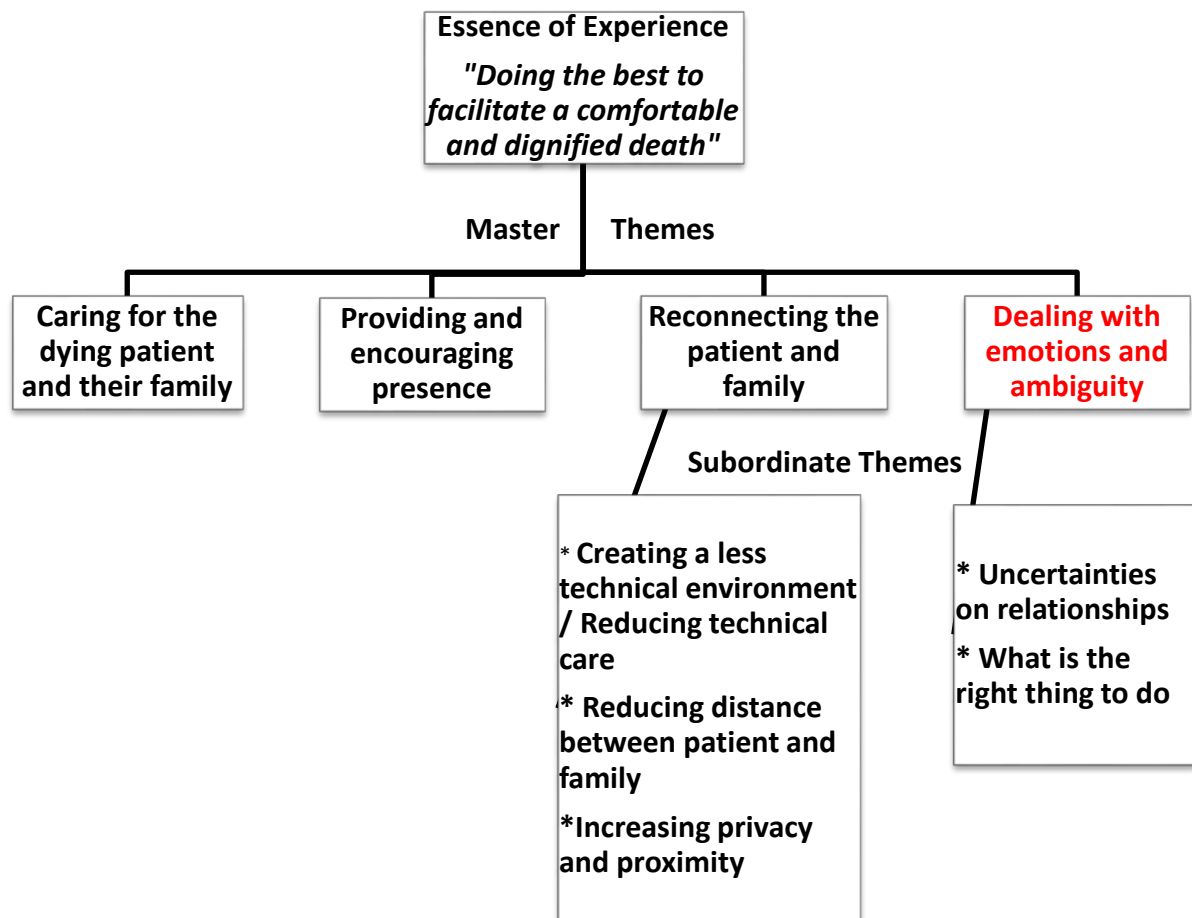 Essence of Experience
"Doing the best to
facilitate a comfortable
and dignified death"
Master Themes
Caring for the
dying patient
and their family
Providing and
encouraging
presence
Reconnecting the
patient and
family
Dealing with
emotions and
ambiguity
Subordinate Themes
* Creating a less
technical environment
/ Reducing technical
care
* Reducing distance
between patient and
family
*Increasing privacy
and proximity
* Uncertainties
on relationships
* What is the
right thing to do